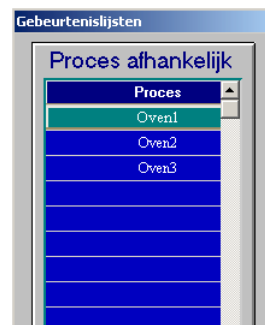 Gebeurtenislijsten
Proces afhankelijk
Proces
Oven1
Oven2
Oven3